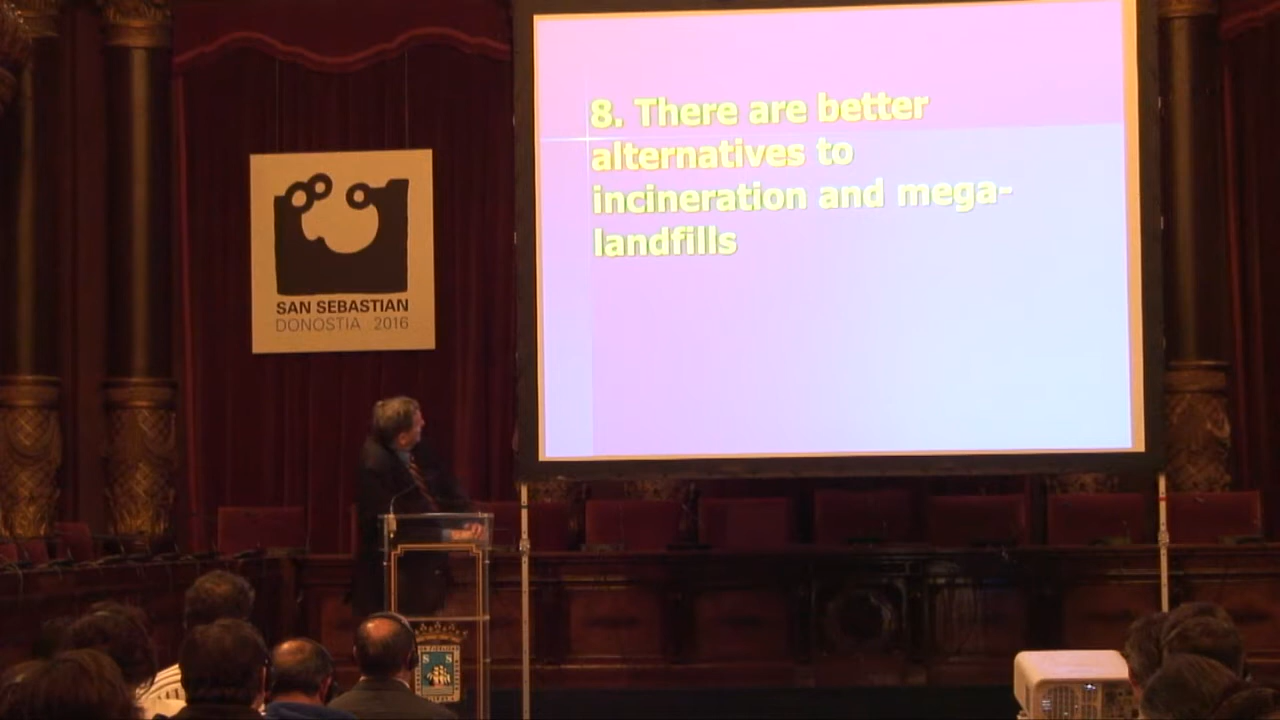 8. There are better
alternatives to
incineration and mega-
landfills
SAN SEBASTIAN
DONOSTIA 2016
S S